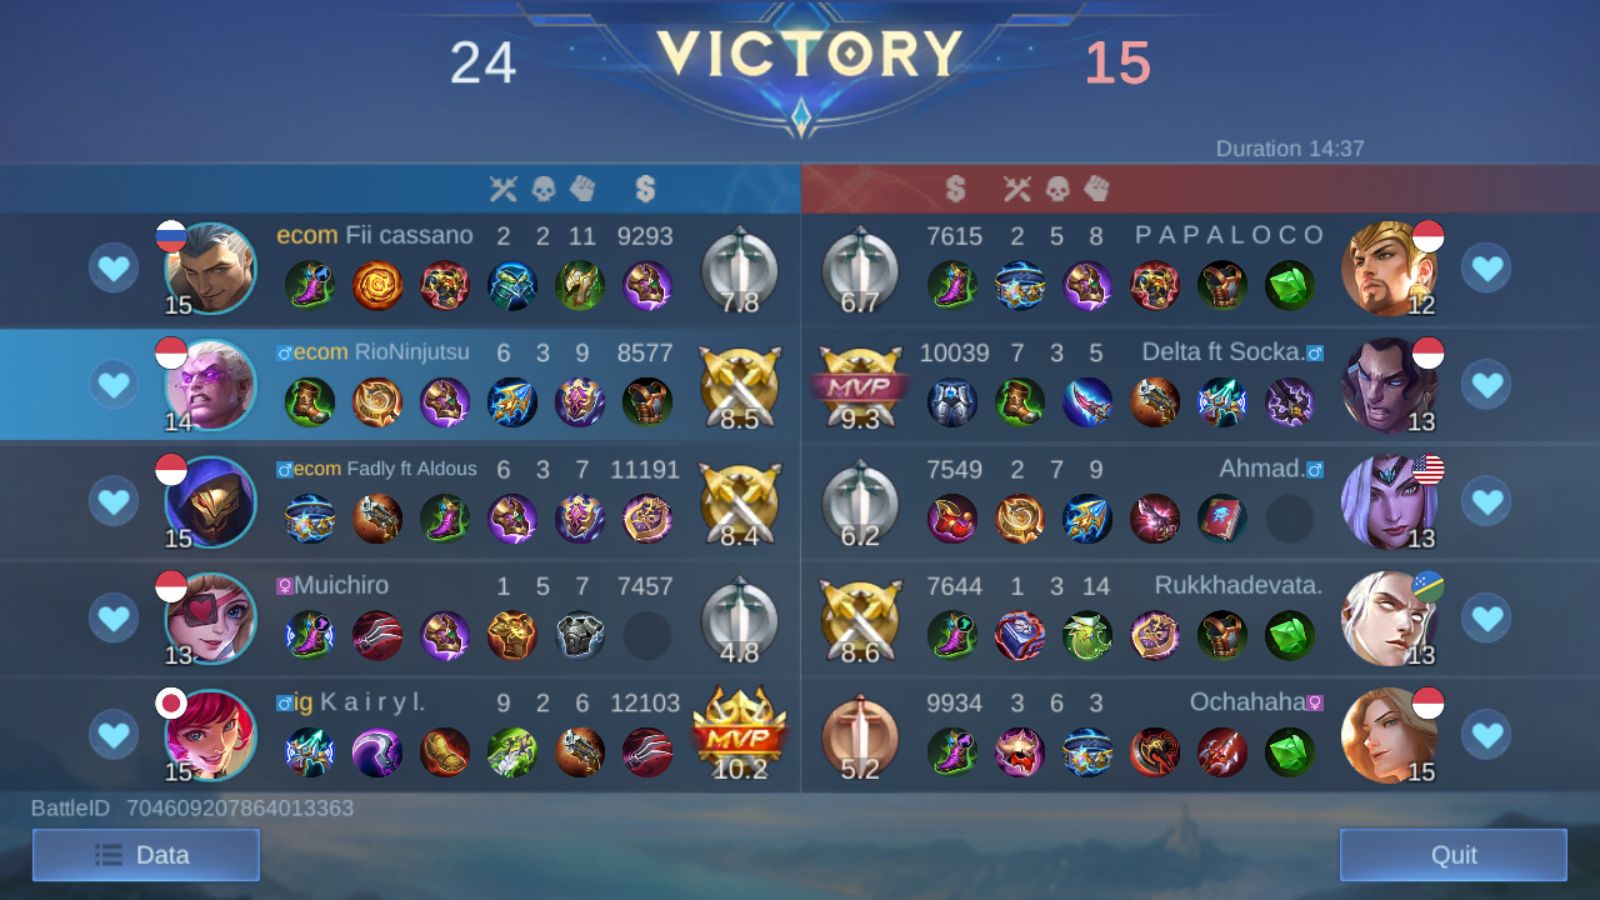 24 VICTORY 15
Duration 14:37
ecom Fii cassano 2 2 11 9293
15 7.8
7615 2 5 8 P A P A L O C O
6.7 12
ecom RioNinjutsu 6 3 9 8577
14 8.5
10039 7 3 5 Delta ft Socka.
MVP
9.3 13
ecom Fadly ft Aldous 6 3 7 11191
15 8.4
7549 2 7 9 Ahmad.
6.2 13
Muichiro 1 5 7 7457
13 4.8
7644 1 3 14 Rukkhadevata.
8.6 13
ig K a i r y l. 9 2 6 12103
MVP
15 10.2
9934 3 6 3 Ochahaha
5.2 15
BattleID 704609207864013363
Data
Quit